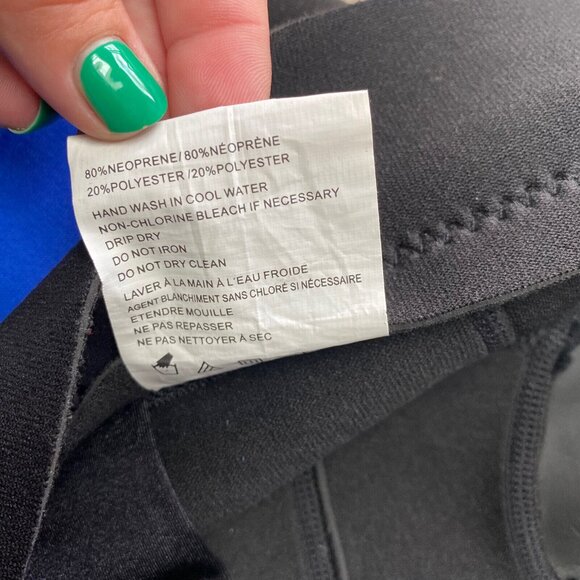 80%NEOPRENE/80%NÉOPRÈNE
20%POLYESTER/20%POLYESTER
HAND WASH IN COOL WATER
NON-CHLORINE BLEACH IF NECESSARY
DRIP DRY
DO NOT IRON
DO NOT DRY CLEAN
LAVER À LA MAIN À L'EAU FROIDE
AGENT BLANCHIMENT SANS CHLORÉ SI NÉCESSAIRE
ETENDRE MOUILLE
NE PAS REPASSER
NE PAS NETTOYER À SEC